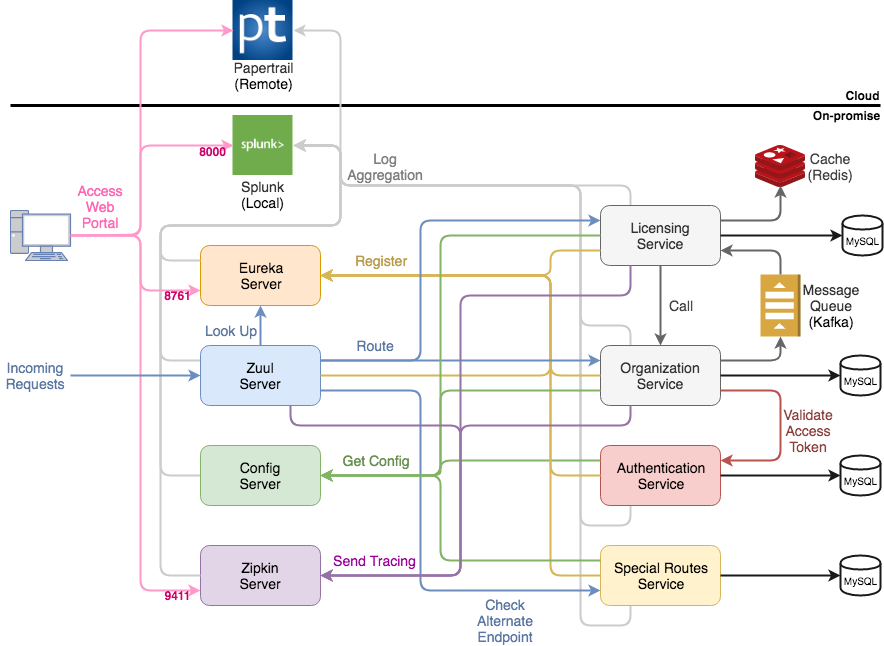 pt
Papertrail
(Remote)
Cloud
On-promise
splunk>
8000
Splunk
(Local)
Log
Aggregation
Cache
(Redis)
Access
Web
Portal
Licensing
Service
MySQL
Eureka
Server
8761
Register
Message
Queue
(Kafka)
Call
Look Up
Incoming
Requests
Zuul
Server
Route
Organization
Service
MySQL
Validate
Access
Token
Config
Server
Get Config
Authentication
Service
MySQL
Zipkin
Server
9411
Send Tracing
Special Routes
Service
MySQL
Check
Alternate
Endpoint